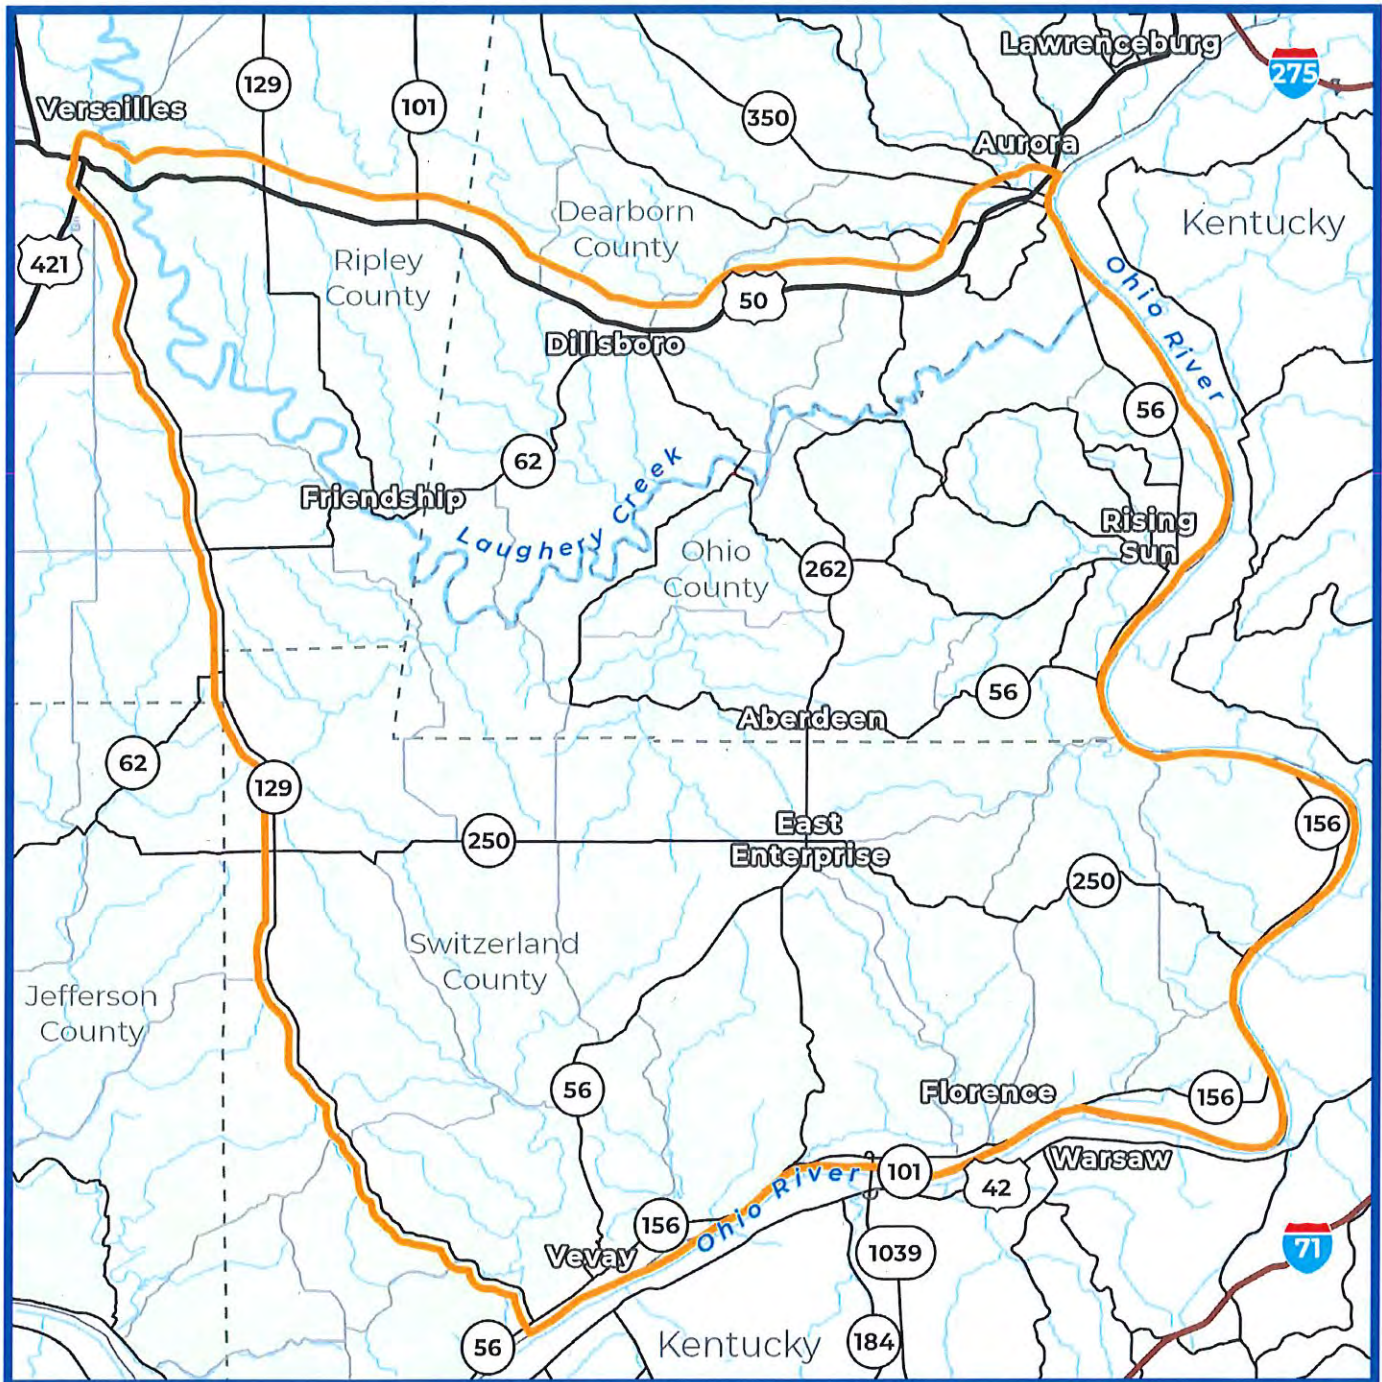 Lawrenceburg
275
129
Versailles
101
350
Aurora
Dearborn
County
Kentucky
421
Ripley
County
Ohio River
50
Dillsboro
56
62
Laughery Creek
Friendship
Rising
Sun
Ohio
County
262
56
Aberdeen
62
129
156
East
Enterprise
250
250
Switzerland
County
Jefferson
County
56
Florence
156
Warsaw
101
42
Ohio River
156
Vevay
1039
71
56
Kentucky
184